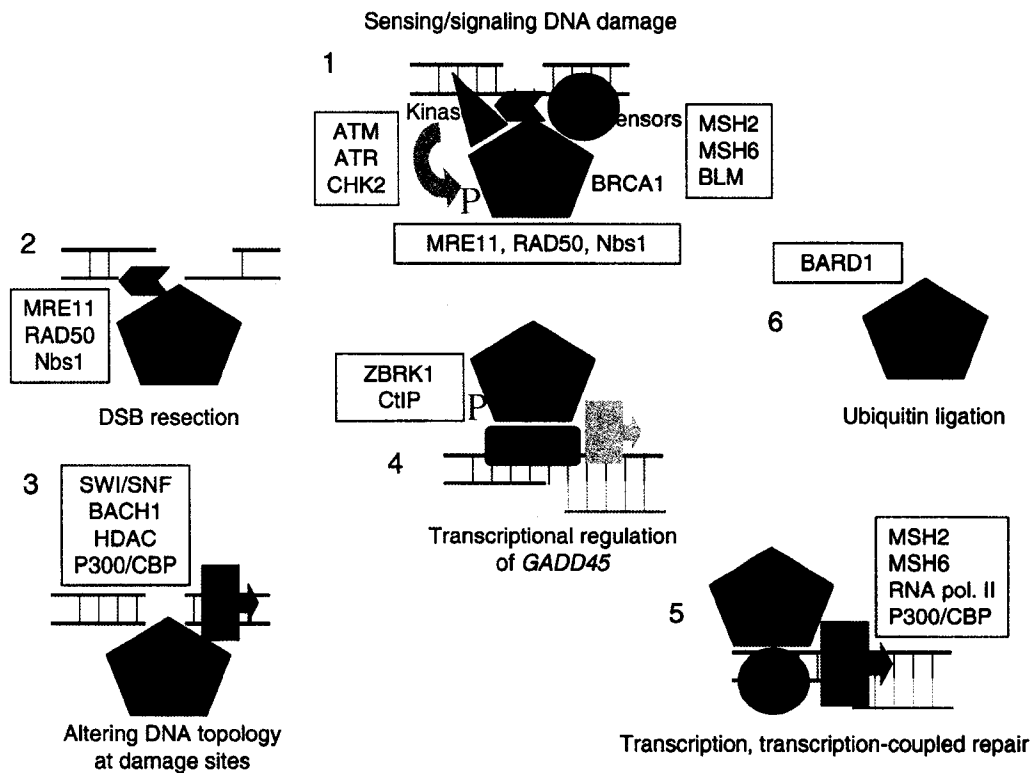 Sensing/signaling DNA damage
1
Kinas
ensors
ATM
ATR
CHK2
P
BRCA1
MSH2
MSH6
BLM
MRE11, RAD50, Nbs1
2
MRE11
RAD50
Nbs1
DSB resection
BARD1
6
Ubiquitin ligation
ZBRK1
CtIP
P
4
Transcriptional regulation
of GADD45
3
SWI/SNF
BACH1
HDAC
P300/CBP
Altering DNA topology
at damage sites
5
MSH2
MSH6
RNA pol. II
P300/CBP
Transcription, transcription-coupled repair